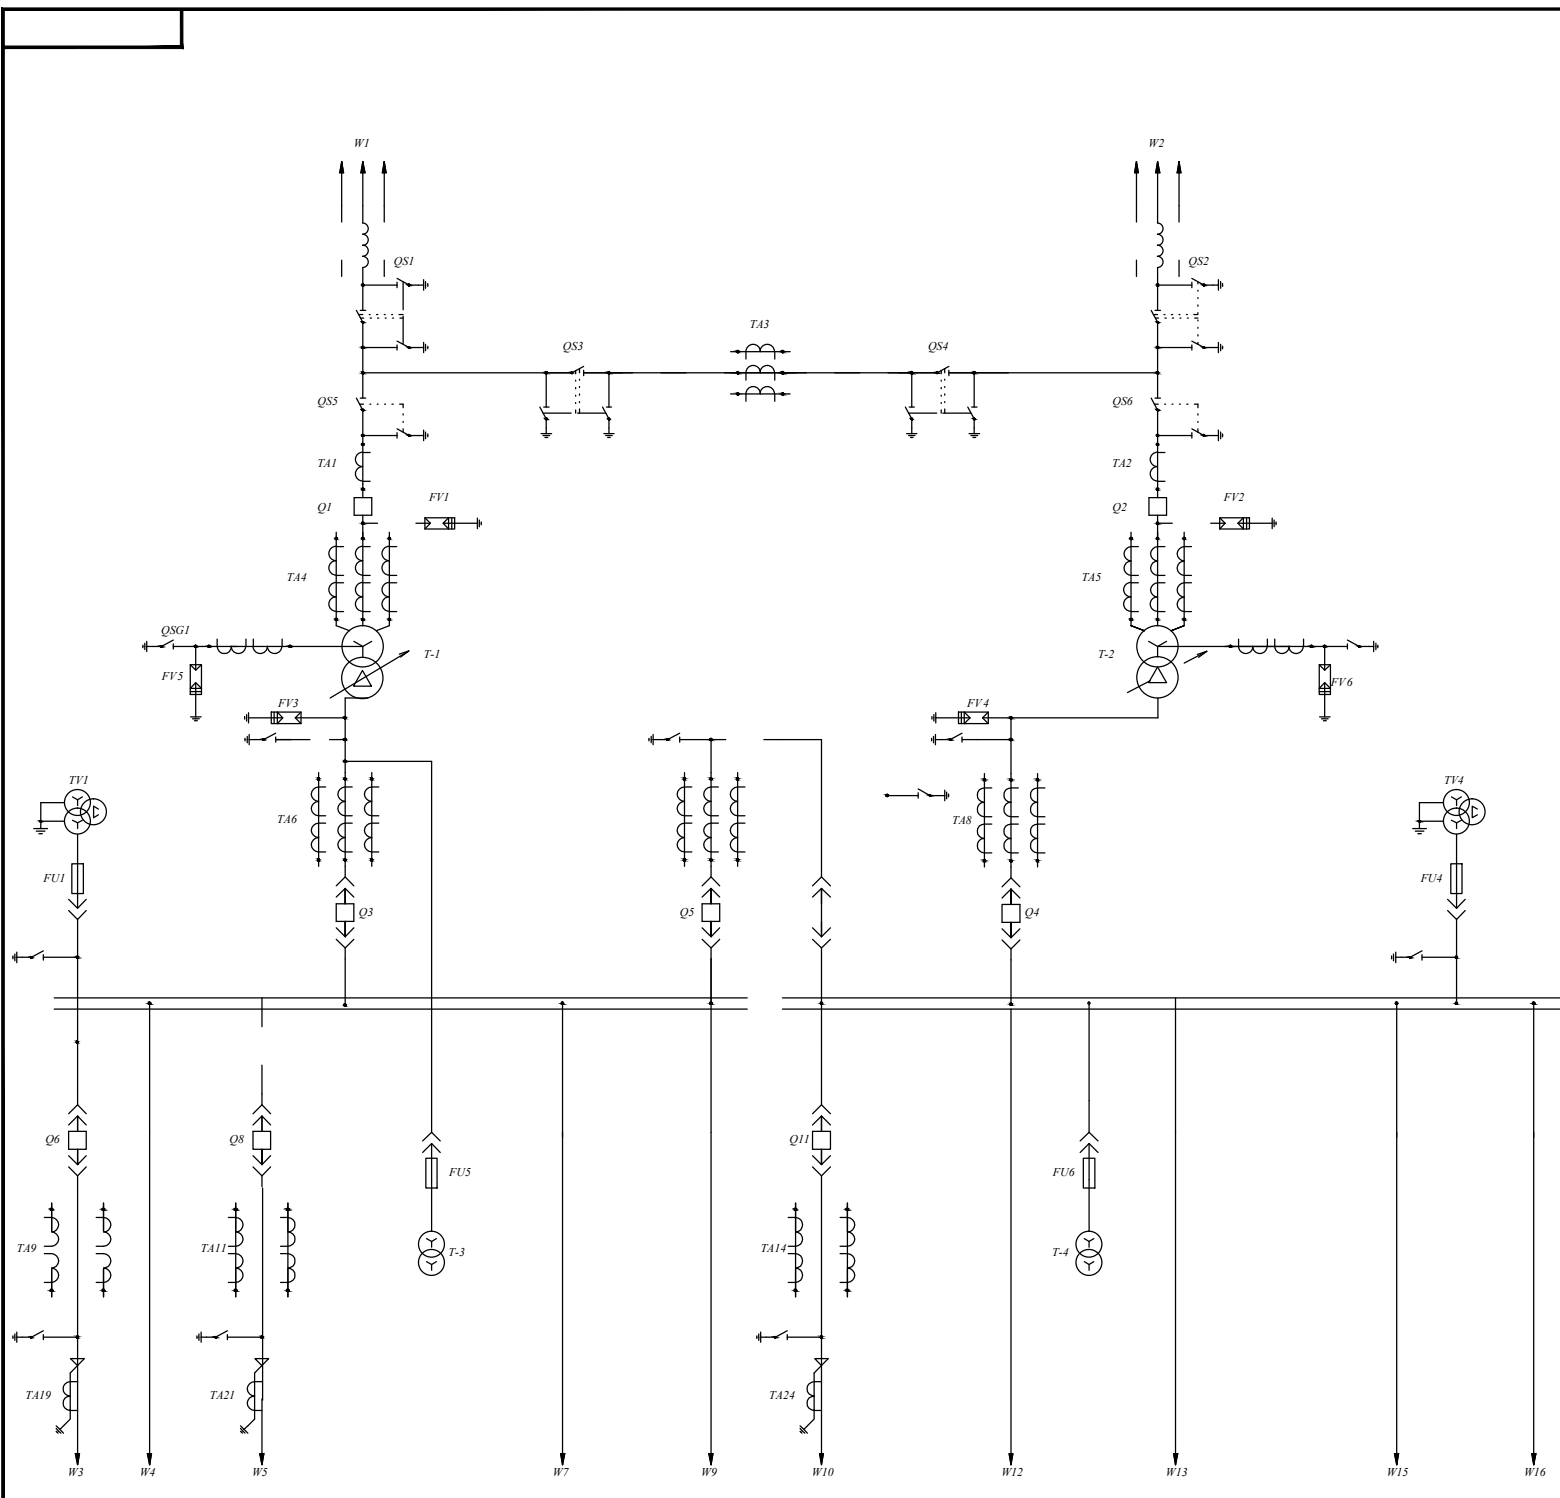 W1 W2
QS1 QS2
TA3
QS3 QS4
QS5 QS6
TA1 TA2
FV1 FV2
Q1 Q2
TA4 TA5
QSG1
T-1 T-2
FV5 FV6
FV3 FV4
TV1 TV4
TA6 TA8
FU1 FU4
Q3 Q5 Q4
Q6 Q8 Q11
FU5 FU6
TA9 TA11 T-3 TA14 T-4
TA19 TA21 TA24
W3 W4 W5 W7 W9 W10 W12 W13 W15 W16